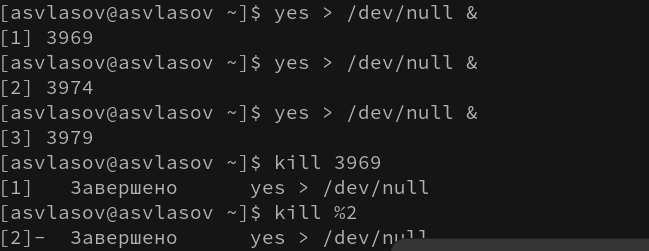 [asvlasov@asvlasov ~]$ yes > /dev/null &
[1] 3969
[asvlasov@asvlasov ~]$ yes > /dev/null &
[2] 3974
[asvlasov@asvlasov ~]$ yes > /dev/null &
[3] 3979
[asvlasov@asvlasov ~]$ kill 3969
[1]   Завершено      yes > /dev/null
[asvlasov@asvlasov ~]$ kill %2
[2]-  Завершено      yes > /dev/null